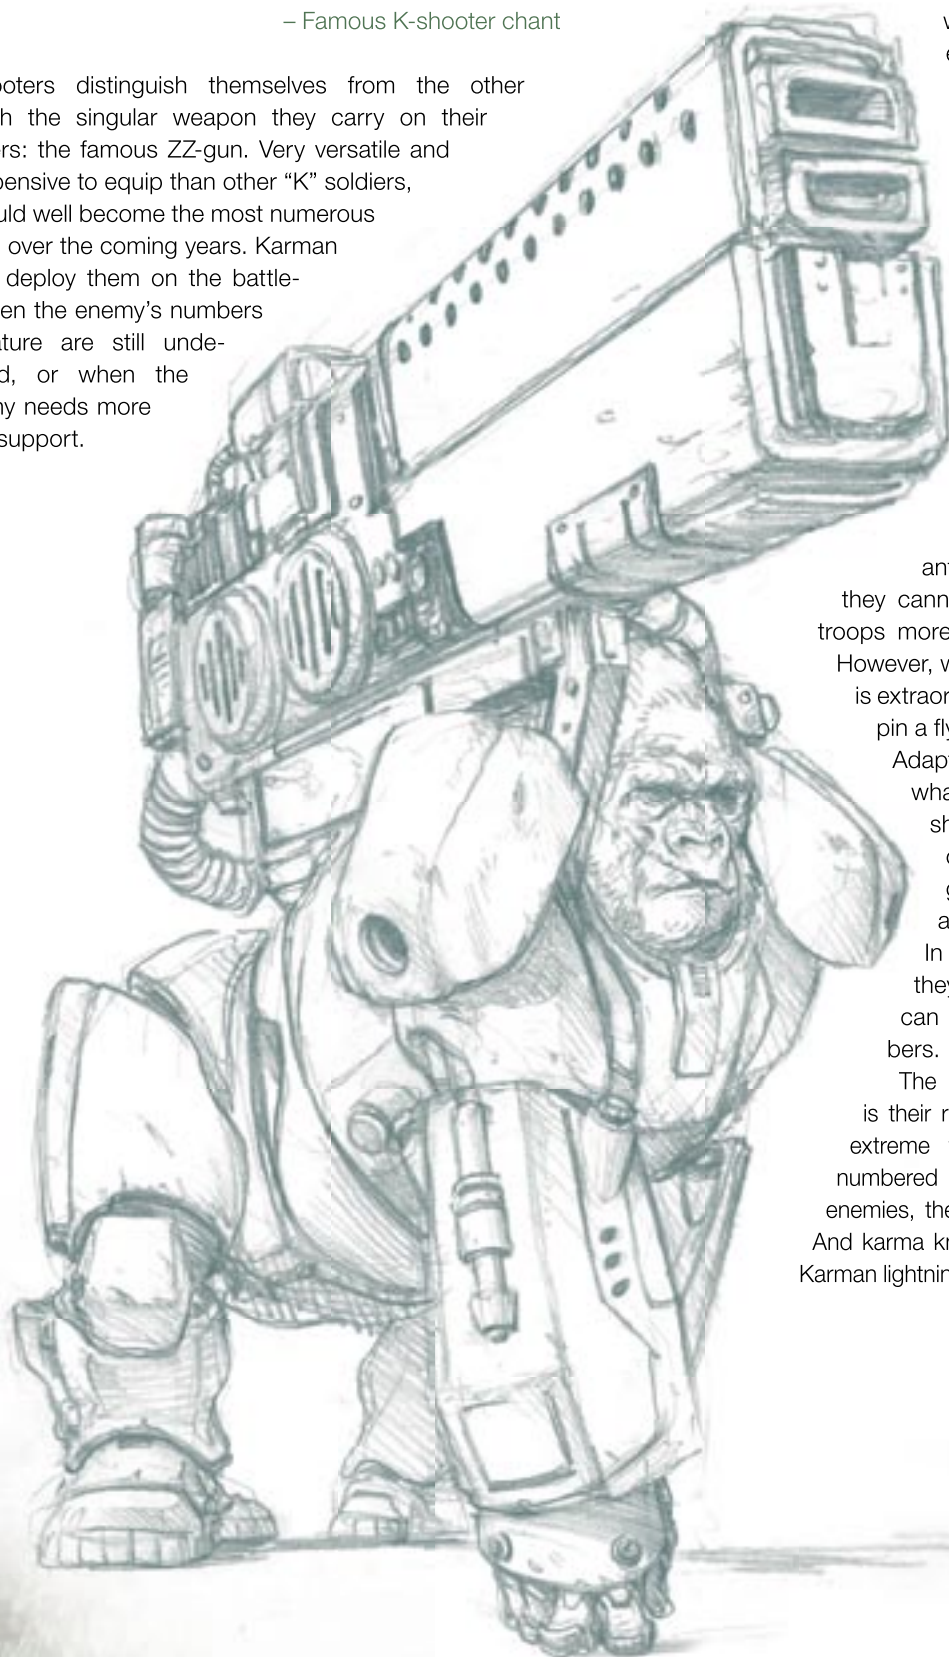 – Famous K-shooter chant
ooters distinguish themselves from the other
h the singular weapon they carry on their
rs: the famous ZZ-gun. Very versatile and
pensive to equip than other “K” soldiers,
uld well become the most numerous
over the coming years. Karman
deploy them on the battle-
en the enemy’s numbers
ature are still unde-
d, or when the
ny needs more
support.
an
they cann
troops more
However, w
is extraor
pin a fl
Adap
wha
sh
a
In
they
can
bers.
The
is their r
extreme
numbered
enemies, the
And karma k
Karman lightnin